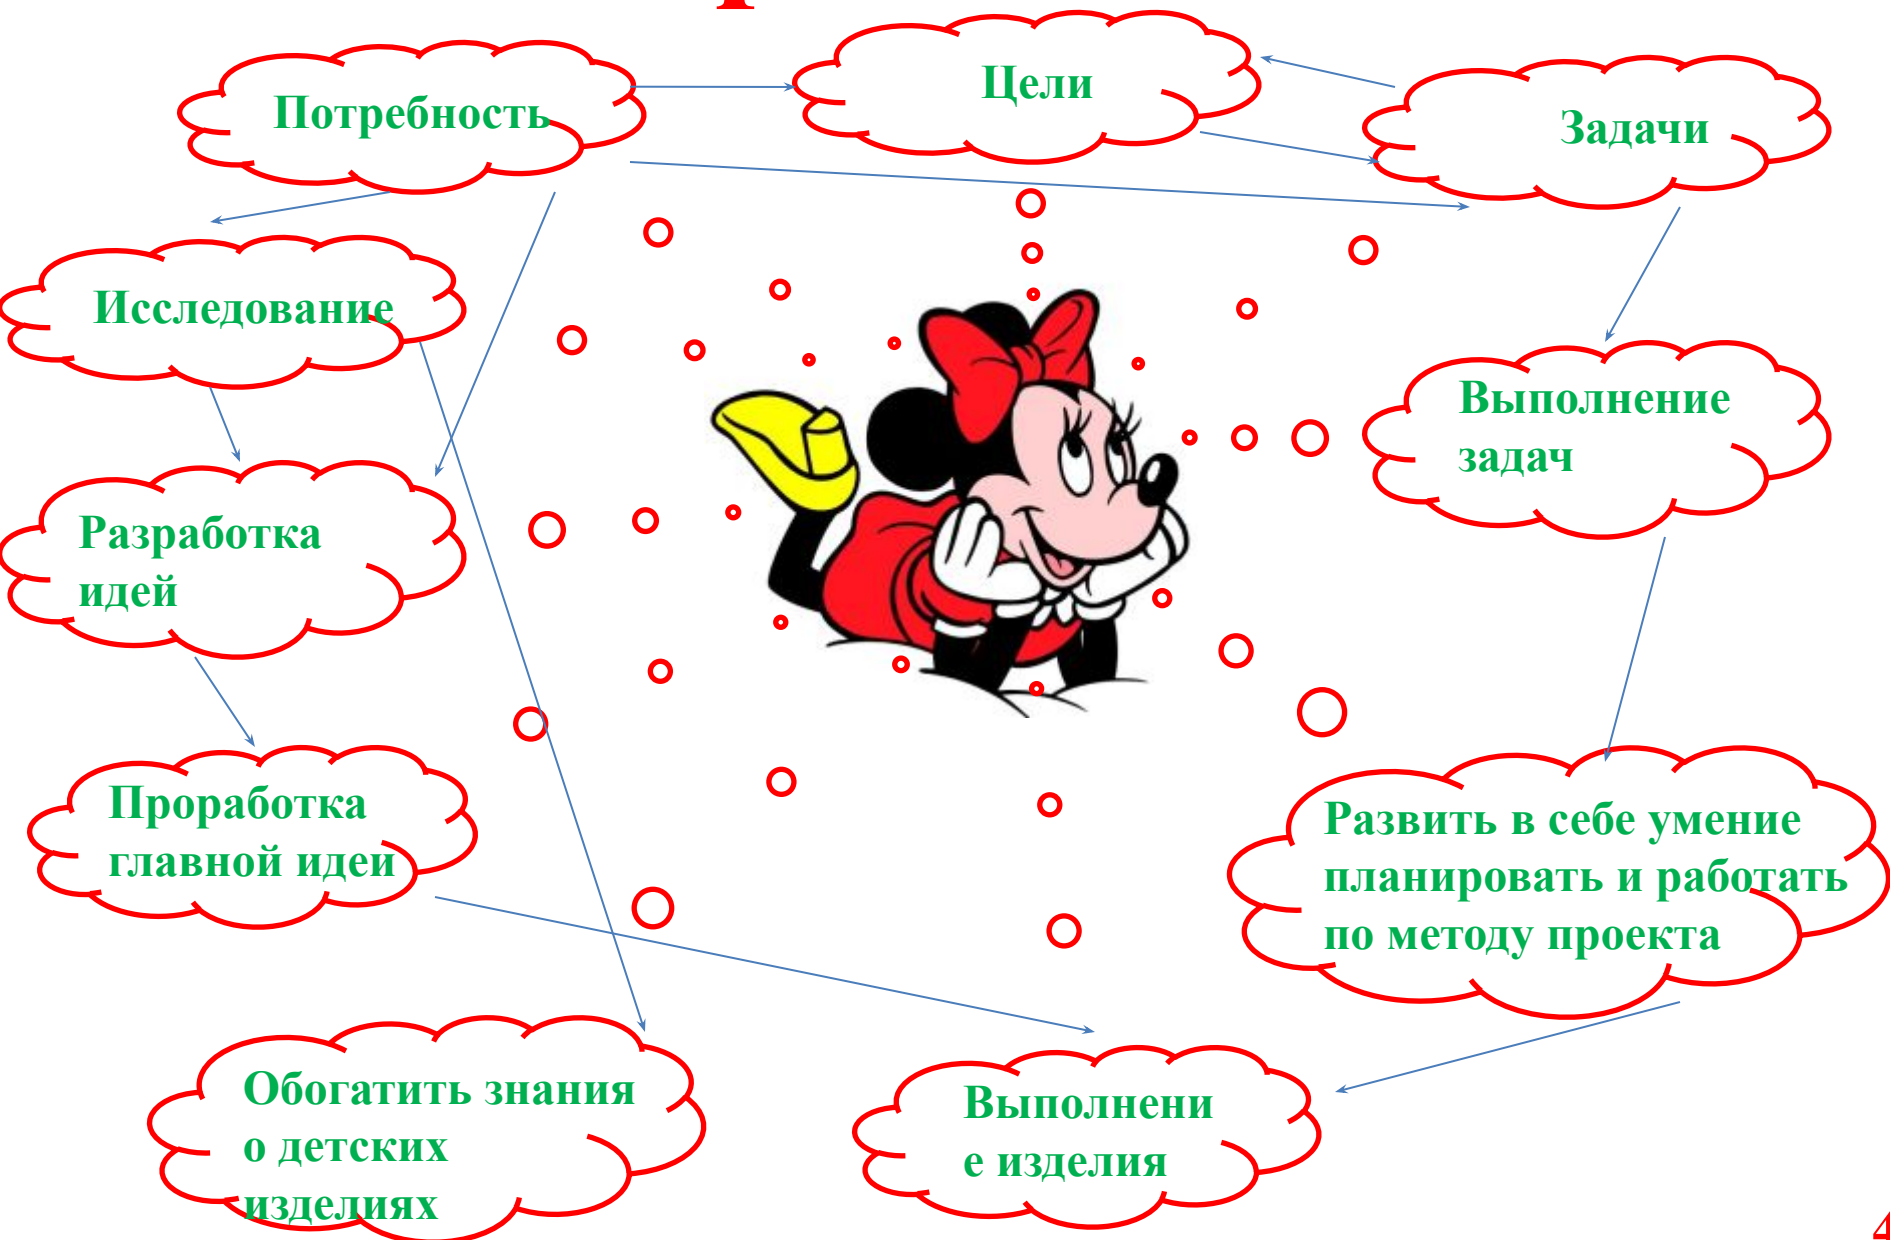 Потребность
Цели
Задачи
Исследование
Выполнение
задач
Разработка
идей
Проработка
главной идеи
Развить в себе умение
планировать и работать
по методу проекта
Обогатить знания
о детских
изделиях
Выполнени
е изделия
4